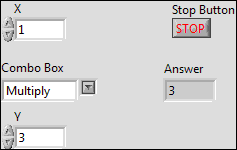 X
1
Stop Button
STOP
Combo Box
Multiply
Answer
3
Y
3